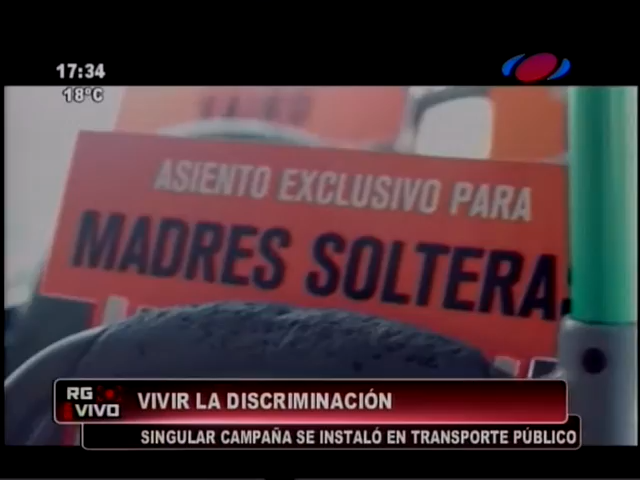 17:34
18°C
ASIENTO EXCLUSIVO PARA
MADRES SOLTERAS
RG
VIVO
VIVIR LA DISCRIMINACIÓN
SINGULAR CAMPAÑA SE INSTALÓ EN TRANSPORTE PÚBLICO